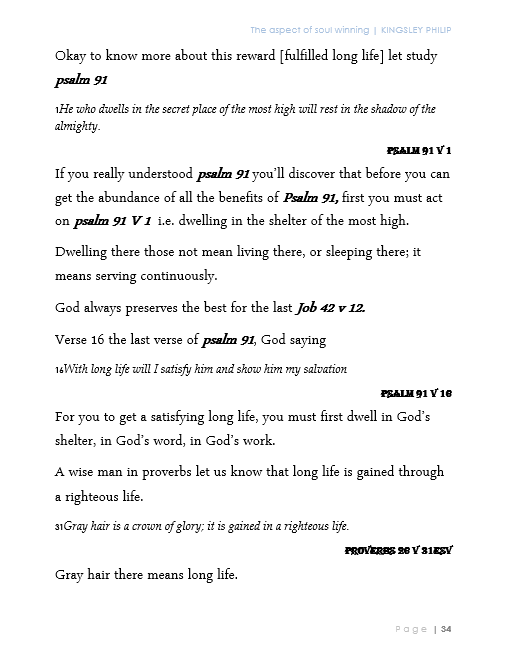 The aspect of soul winning | KINGSLEY PHILIP
Okay to know more about this reward [fulfilled long life] let study
psalm 91
1He who dwells in the secret place of the most high will rest in the shadow of the
almighty.
PSALM 91 V 1
If you really understood psalm 91 you'll discover that before you can
get the abundance of all the benefits of Psalm 91, first you must act
on psalm 91 V 1 i.e. dwelling in the shelter of the most high.
Dwelling there those not mean living there, or sleeping there; it
means serving continuously.
God always preserves the best for the last Job 42 v 12.
Verse 16 the last verse of psalm 91, God saying
16With long life will I satisfy him and show him my salvation
PSALM 91 V 16
For you to get a satisfying long life, you must first dwell in God's
shelter, in God's word, in God's work.
A wise man in proverbs let us know that long life is gained through
a righteous life.
31Gray hair is a crown of glory; it is gained in a righteous life.
PROVERBS 26 V 31ESV
Gray hair there means long life.
Page | 34